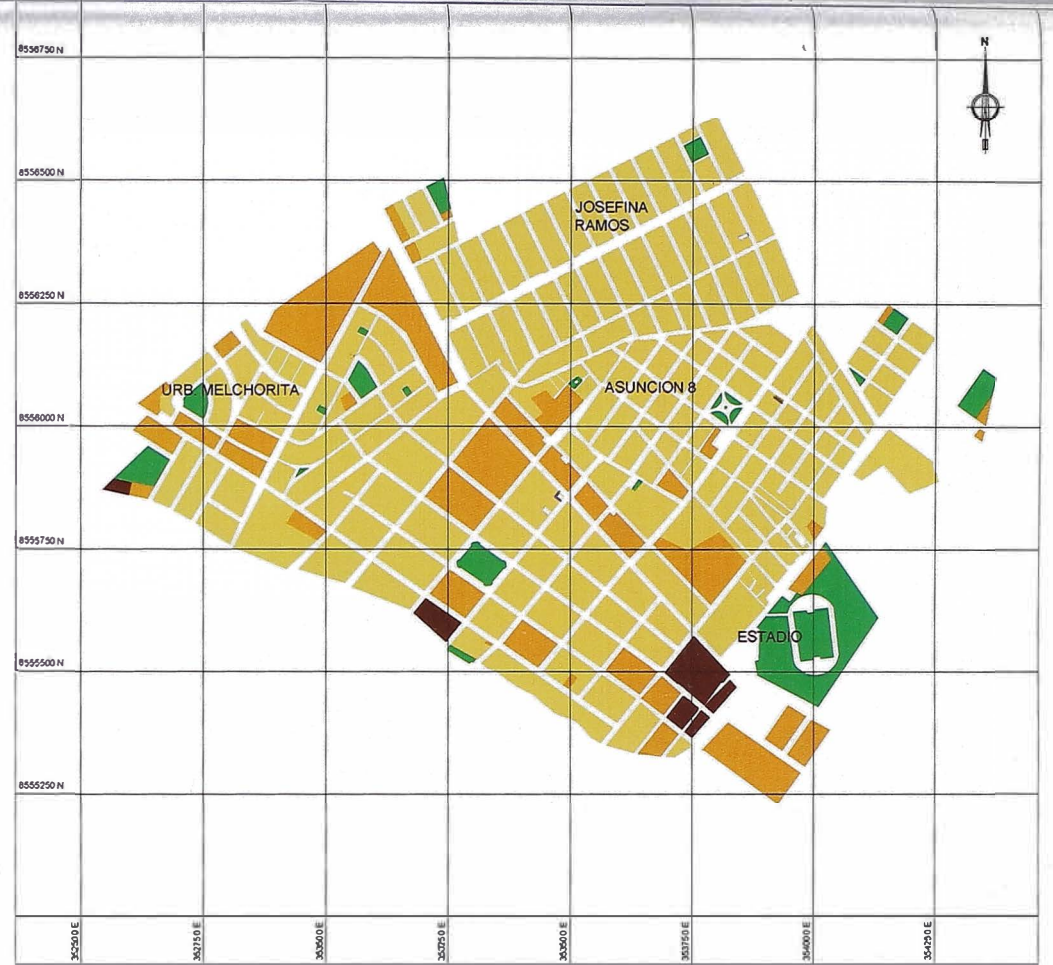 N
8556750 N
8556500 N
JOSEFINA
RAMOS
8556250 N
URB. MELCHORITA
ASUNCION 8
8556000 N
8555750 N
ESTADIO
8555500 N
8555250 N
352500 E
352750 E
353000 E
353250 E
353500 E
353750 E
354000 E
354250 E